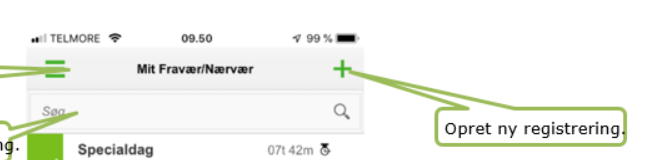 TELMORE 09.50 99 %
Mit Fravær/Nærvær
Søg
Opret ny registrering.
ng.
Specialdag 07t 42m